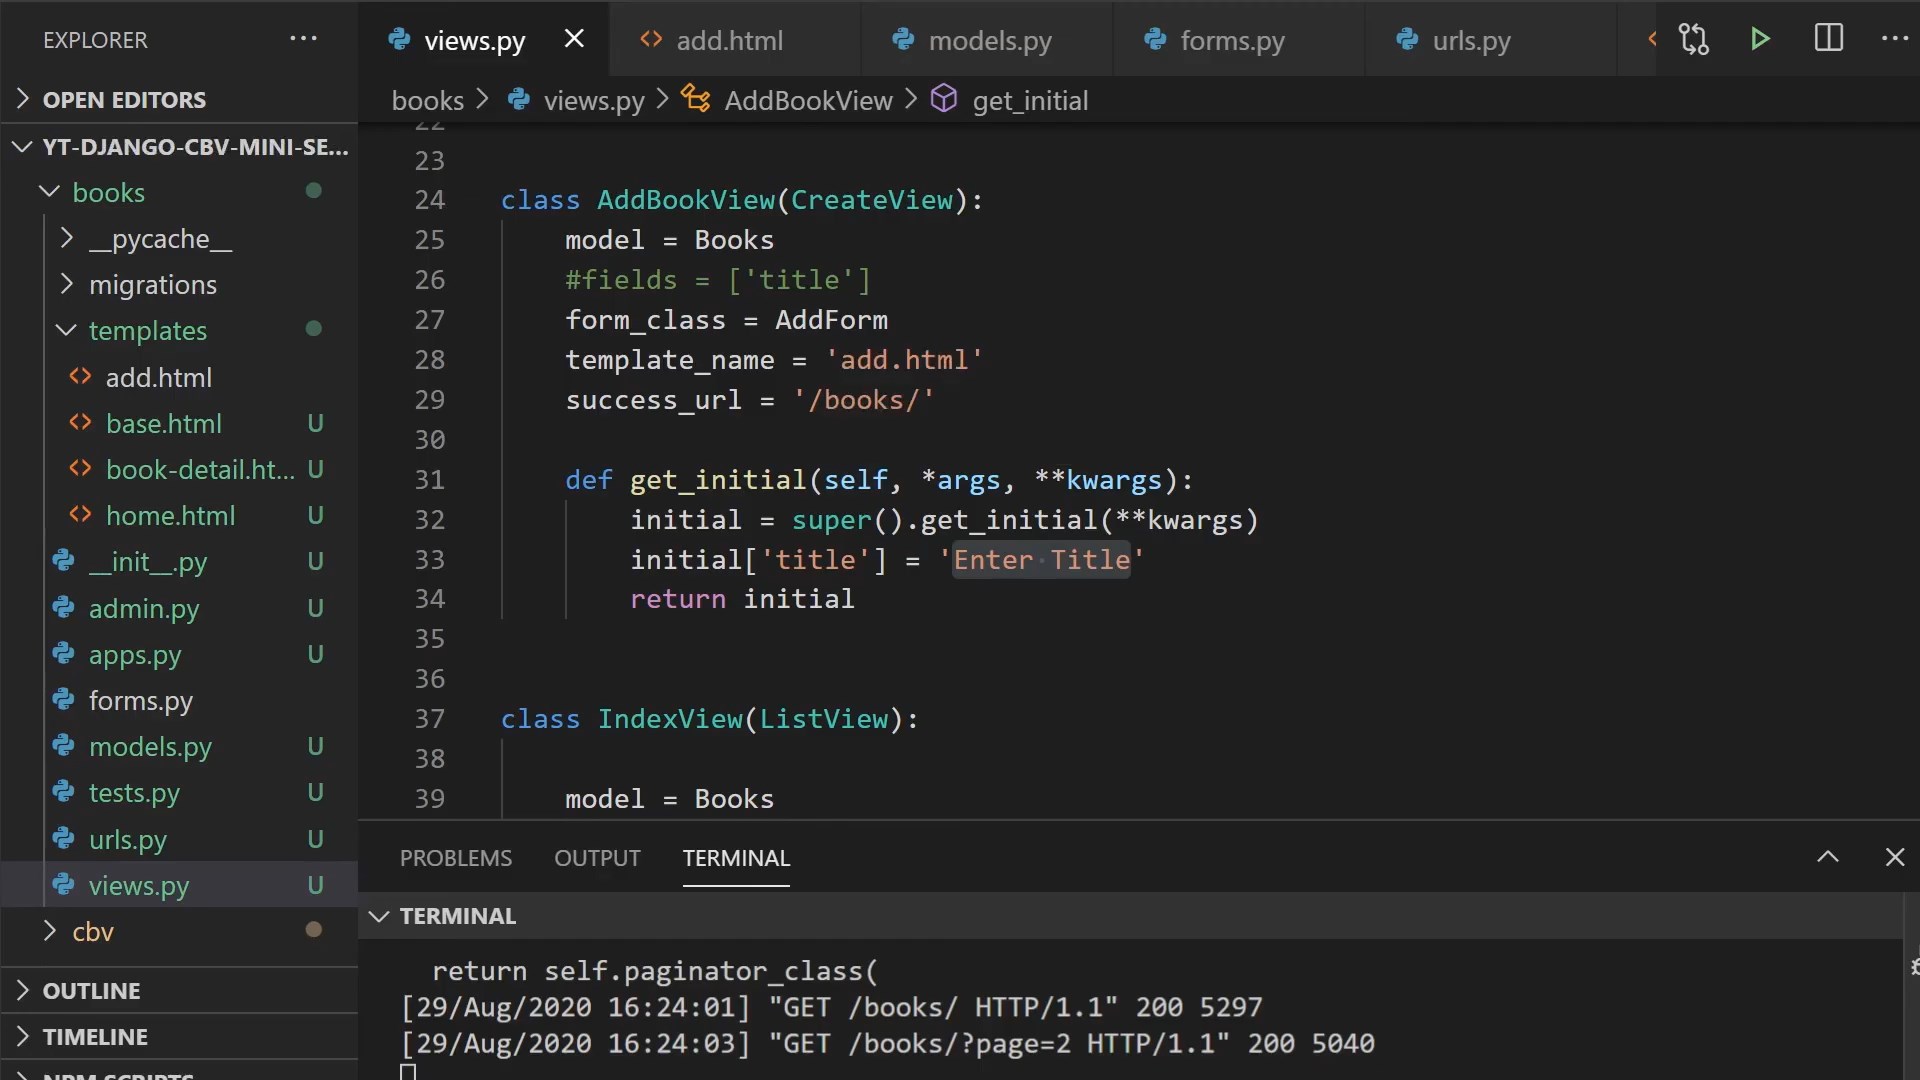 EXPLORER
OPEN EDITORS
YT-DJANGO-CBV-MINI-SE...
books
__pycache__
migrations
templates
add.html
base.html U
book-detail.ht... U
home.html U
__init__.py U
admin.py U
apps.py U
forms.py
models.py U
tests.py U
urls.py U
views.py U
cbv
OUTLINE
TIMELINE
NPM SCRIPTS
views.py add.html models.py forms.py urls.py
books > views.py > AddBookView > get_initial
22
23
24 class AddBookView(CreateView):
25 model = Books
26 #fields = ['title']
27 form_class = AddForm
28 template_name = 'add.html'
29 success_url = '/books/'
30
31 def get_initial(self, *args, **kwargs):
32 initial = super().get_initial(**kwargs)
33 initial['title'] = 'Enter Title'
34 return initial
35
36
37 class IndexView(ListView):
38
39 model = Books
PROBLEMS OUTPUT TERMINAL
TERMINAL
return self.paginator_class(
[29/Aug/2020 16:24:01] "GET /books/ HTTP/1.1" 200 5297
[29/Aug/2020 16:24:03] "GET /books/?page=2 HTTP/1.1" 200 5040